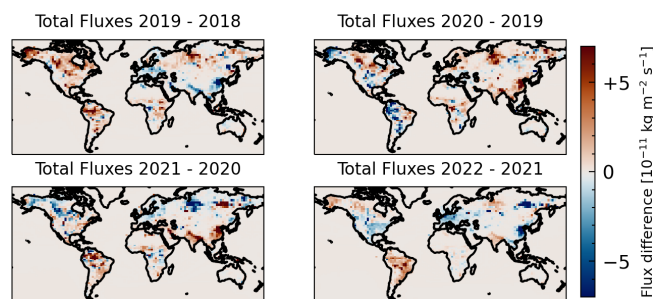 Total Fluxes 2019 - 2018
Total Fluxes 2020 - 2019
Total Fluxes 2021 - 2020
Total Fluxes 2022 - 2021
+5
0
−5
Flux difference [10⁻¹¹ kg m⁻² s⁻¹]